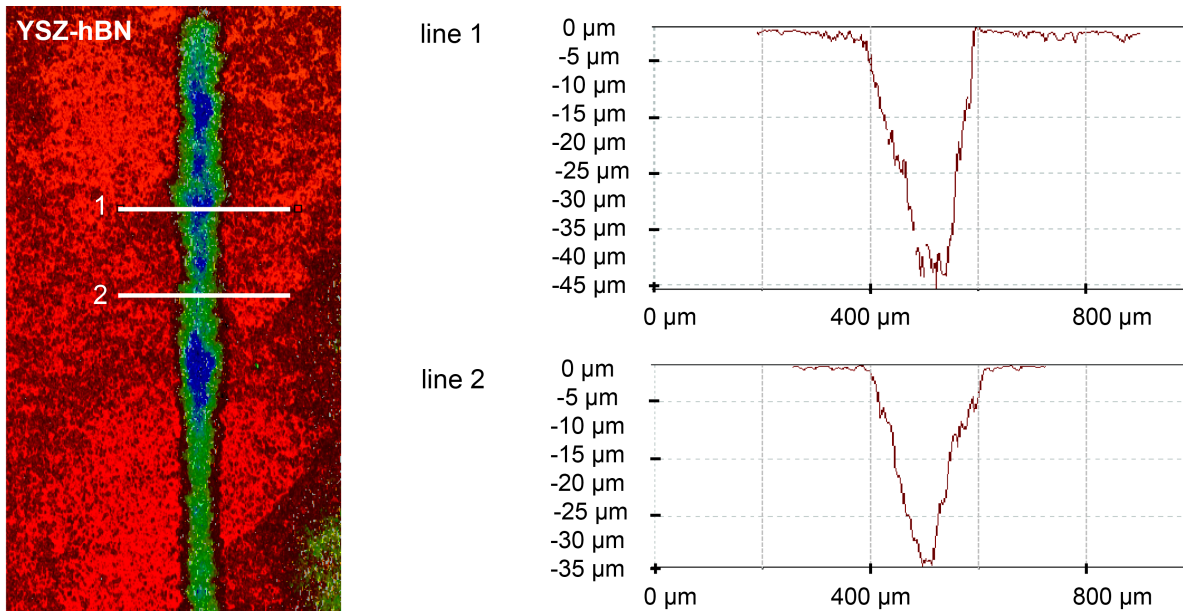 YSZ-hBN
1
2
line 1
0 µm
-5 µm
-10 µm
-15 µm
-20 µm
-25 µm
-30 µm
-35 µm
-40 µm
-45 µm
0 µm
400 µm
800 µm
line 2
0 µm
-5 µm
-10 µm
-15 µm
-20 µm
-25 µm
-30 µm
-35 µm
0 µm
400 µm
800 µm